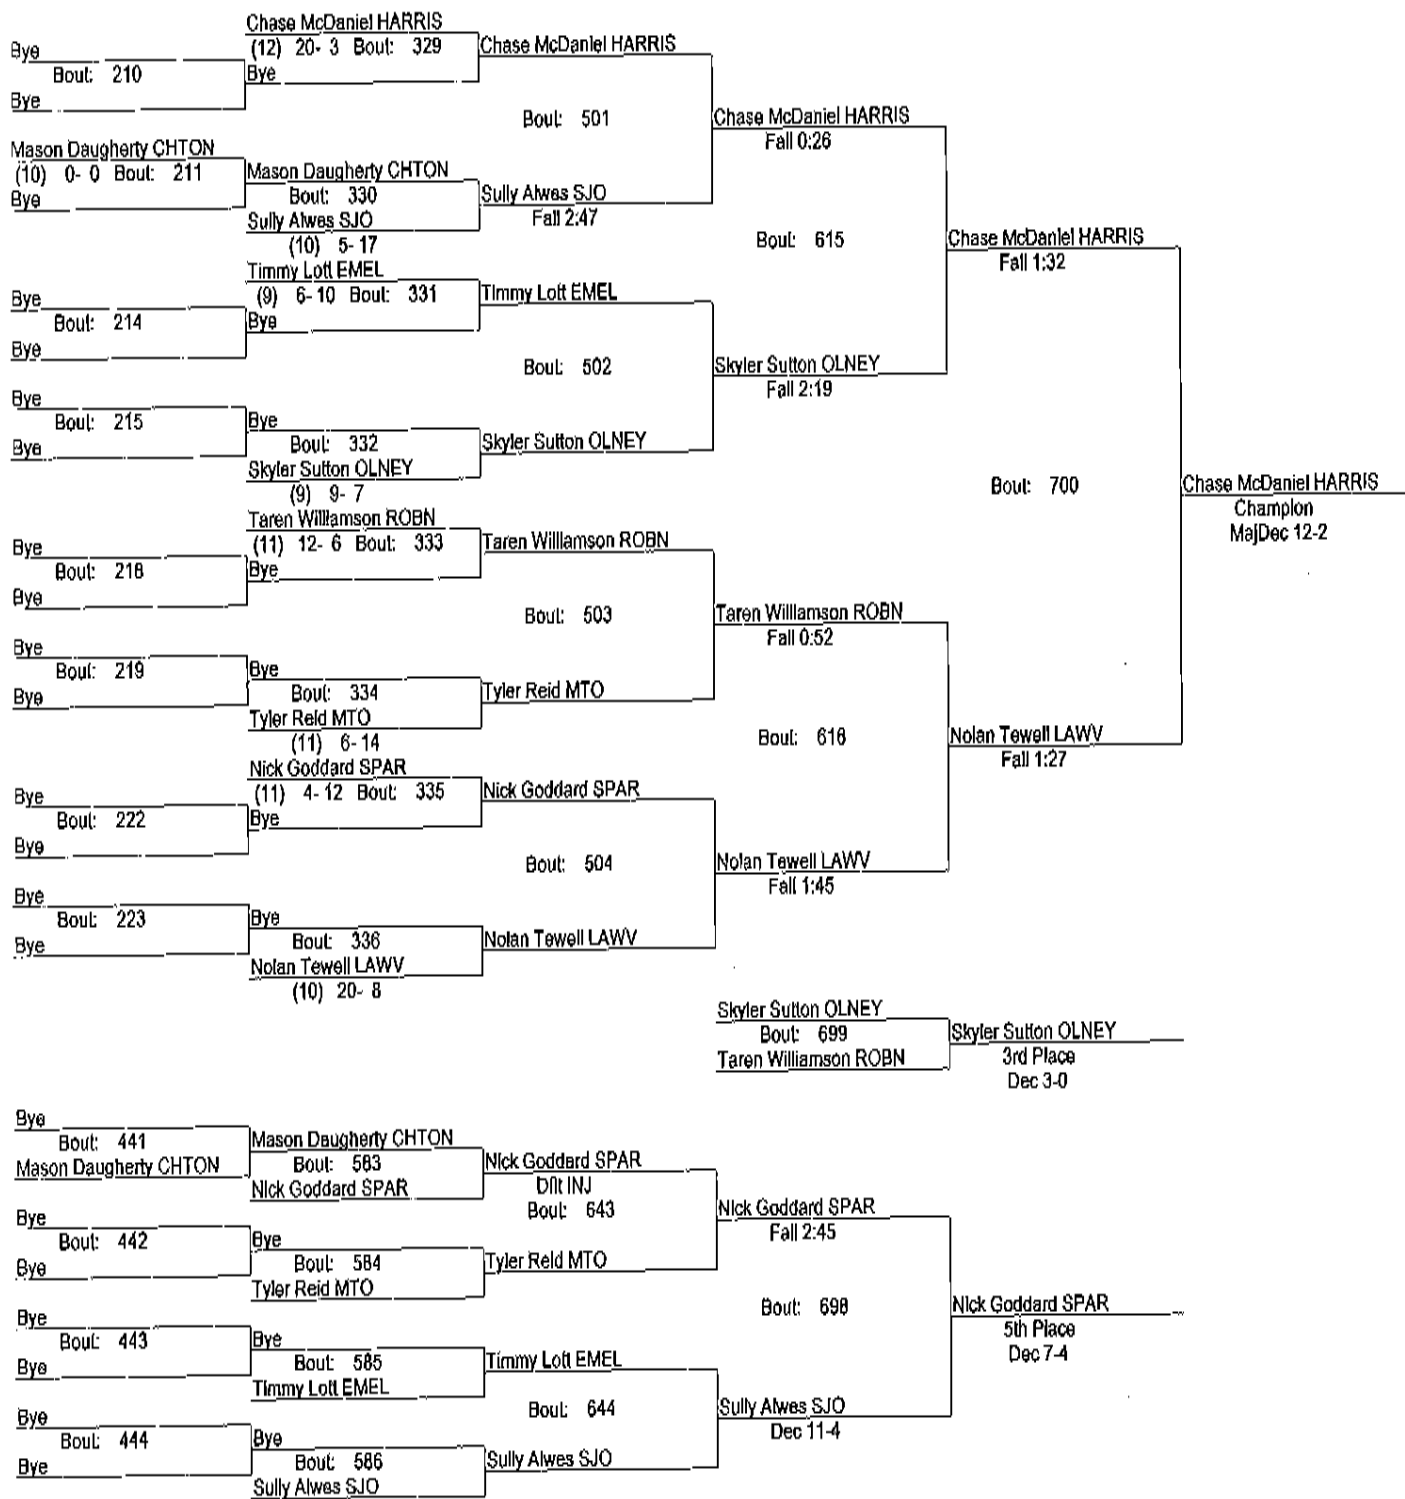 Chase McDaniel HARRIS
Bye
(12) 20- 3 Bout: 329
Chase McDaniel HARRIS
Bout: 210
Bye
Bye
Bout: 501
Chase McDaniel HARRIS
Fall 0:26
Mason Daugherty CHTON
(10) 0- 0 Bout: 211
Mason Daugherty CHTON
Bye
Bout: 330
Sully Alwes SJO
Fall 2:47
Sully Alwes SJO
(10) 5- 17
Bout: 615
Chase McDaniel HARRIS
Fall 1:32
Timmy Lott EMEL
Bye
(9) 6- 10 Bout: 331
Timmy Lott EMEL
Bout: 214
Bye
Bye
Bout: 502
Skyler Sutton OLNEY
Fall 2:19
Bye
Bout: 215
Bye
Bye
Bout: 332
Skyler Sutton OLNEY
Skyler Sutton OLNEY
(9) 9- 7
Bout: 700
Chase McDaniel HARRIS
Champion
MajDec 12-2
Taren Williamson ROBN
Bye
(11) 12- 6 Bout: 333
Taren Williamson ROBN
Bout: 218
Bye
Bye
Bout: 503
Taren Williamson ROBN
Fall 0:52
Bye
Bout: 219
Bye
Bye
Bout: 334
Tyler Reid MTO
Tyler Reid MTO
(11) 6- 14
Bout: 616
Nolan Tewell LAWV
Fall 1:27
Nick Goddard SPAR
Bye
(11) 4- 12 Bout: 335
Nick Goddard SPAR
Bout: 222
Bye
Bye
Bout: 504
Nolan Tewell LAWV
Fall 1:45
Bye
Bout: 223
Bye
Bye
Bout: 336
Nolan Tewell LAWV
Nolan Tewell LAWV
(10) 20- 8
Skyler Sutton OLNEY
Bout: 699
Skyler Sutton OLNEY
Taren Williamson ROBN
3rd Place
Dec 3-0
Bye
Bout: 441
Mason Daugherty CHTON
Mason Daugherty CHTON
Bout: 583
Nick Goddard SPAR
Nick Goddard SPAR
Dflt INJ
Bout: 643
Nick Goddard SPAR
Fall 2:45
Bye
Bout: 442
Bye
Bye
Bout: 584
Tyler Reid MTO
Tyler Reid MTO
Bout: 698
Nick Goddard SPAR
5th Place
Dec 7-4
Bye
Bout: 443
Bye
Bye
Bout: 585
Timmy Lott EMEL
Timmy Lott EMEL
Bout: 644
Sully Alwes SJO
Dec 11-4
Bye
Bout: 444
Bye
Bye
Bout: 586
Sully Alwes SJO
Sully Alwes SJO